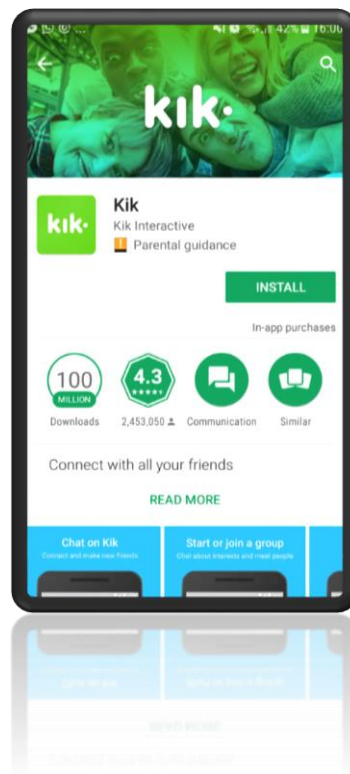 42% 16:00
kik·
kik·
Kik
Kik Interactive
Parental guidance
INSTALL
In-app purchases
100
MILLION
Downloads
4.3
2,453,050
Communication
Similar
Connect with all your friends
READ MORE
Chat on Kik
Connect and make new friends
Start or join a group
Chat about interests and meet people